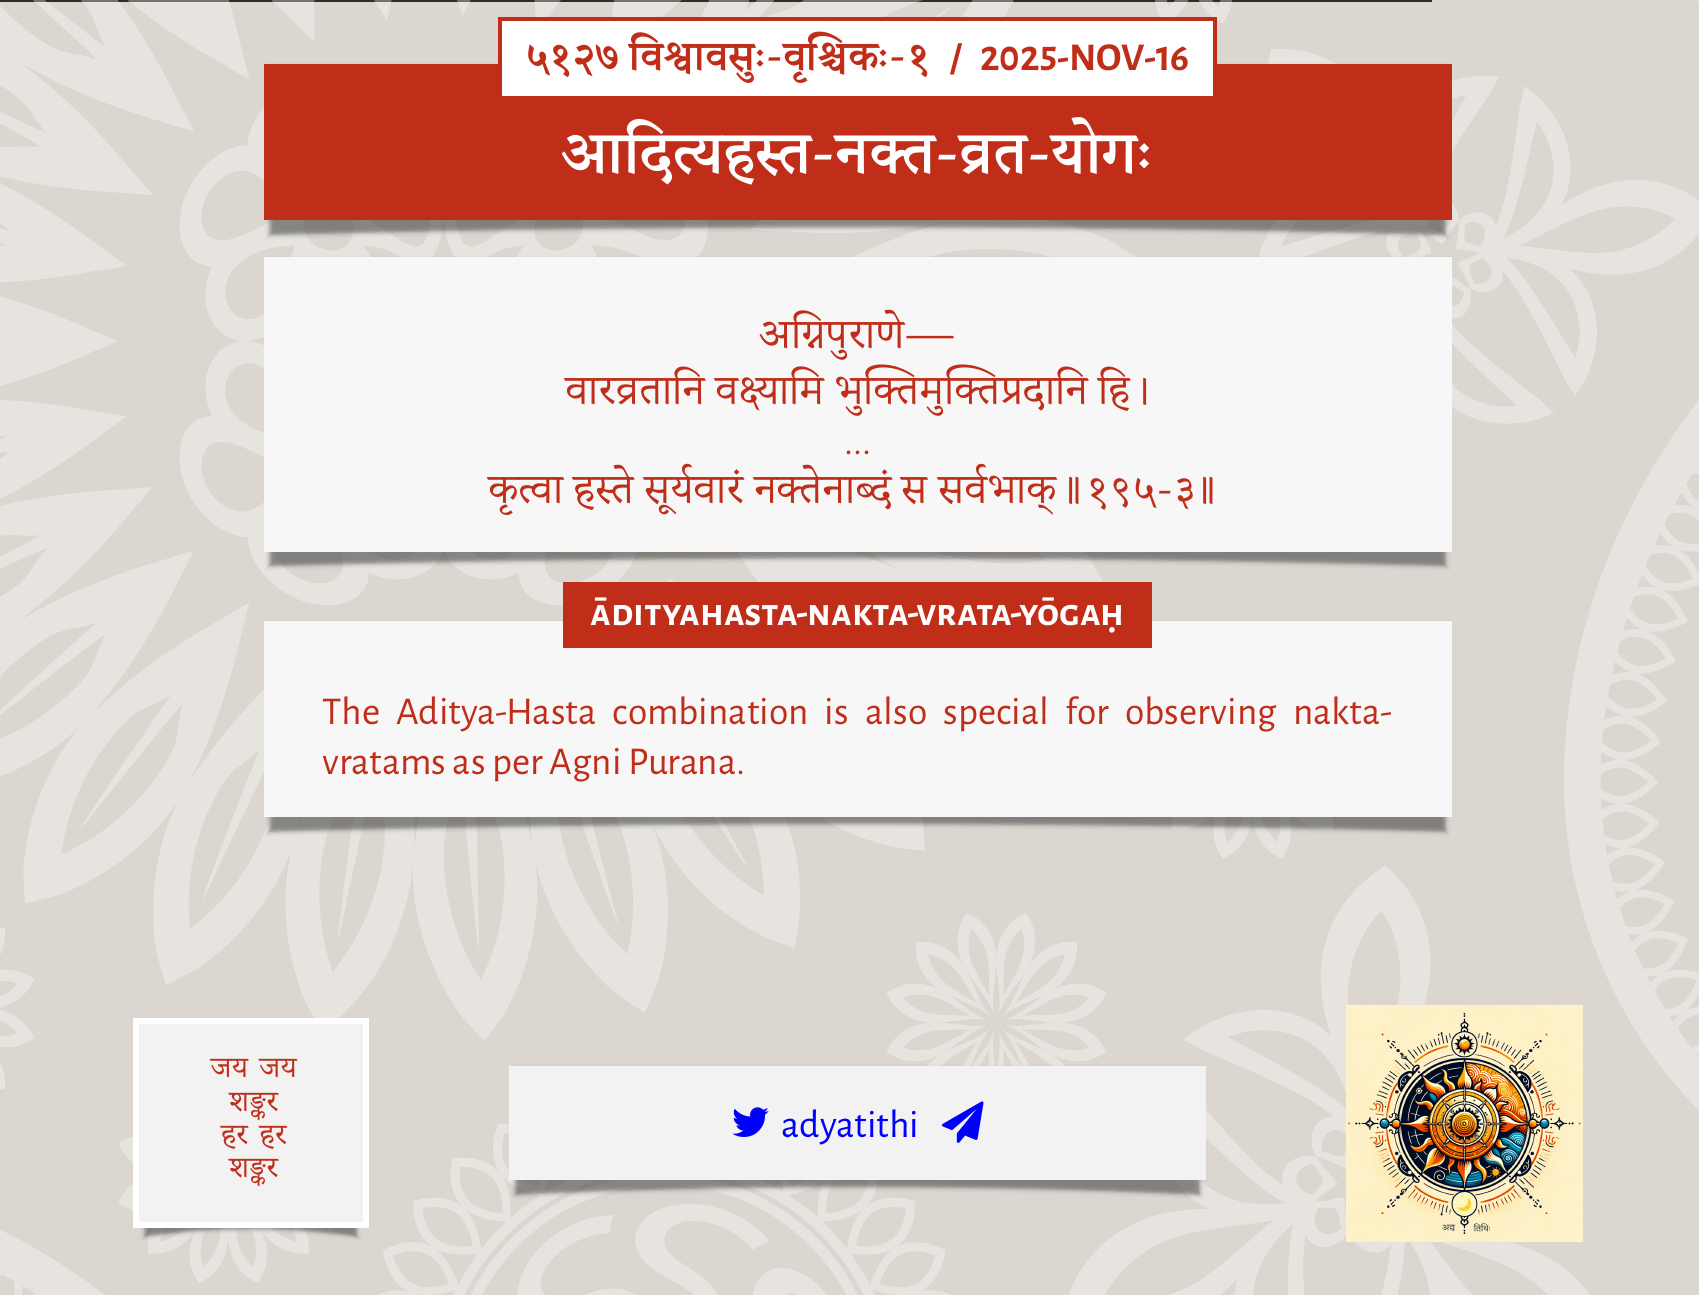 ५१२७ विश्वावसुः-वृश्चिकः-१ / 2025-NOV-16
आदित्यहस्त-नक्त-व्रत-योगः
अग्निपुराणे—
वारव्रतानि वक्ष्यामि भुक्तिमुक्तिप्रदानि हि।
...
कृत्वा हस्ते सूर्यवारं नक्तेनाब्दं स सर्वभाक्॥१९५-३॥
ĀDITYAHASTA-NAKTA-VRATA-YŌGAḤ
The Aditya-Hasta combination is also special for observing nakta-
vratams as per Agni Purana.
जय जय
शङ्कर
हर हर
शङ्कर
adyatithi
अद्य तिथिः